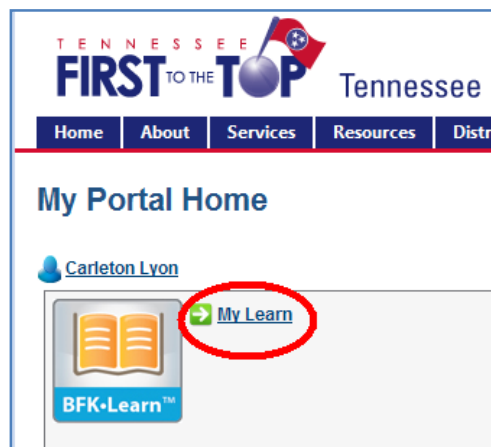 TENNESSEE
FIRST TO THE TOP
Tennessee
Home About Services Resources Distr
My Portal Home
Carleton Lyon
My Learn
BFK•Learn™